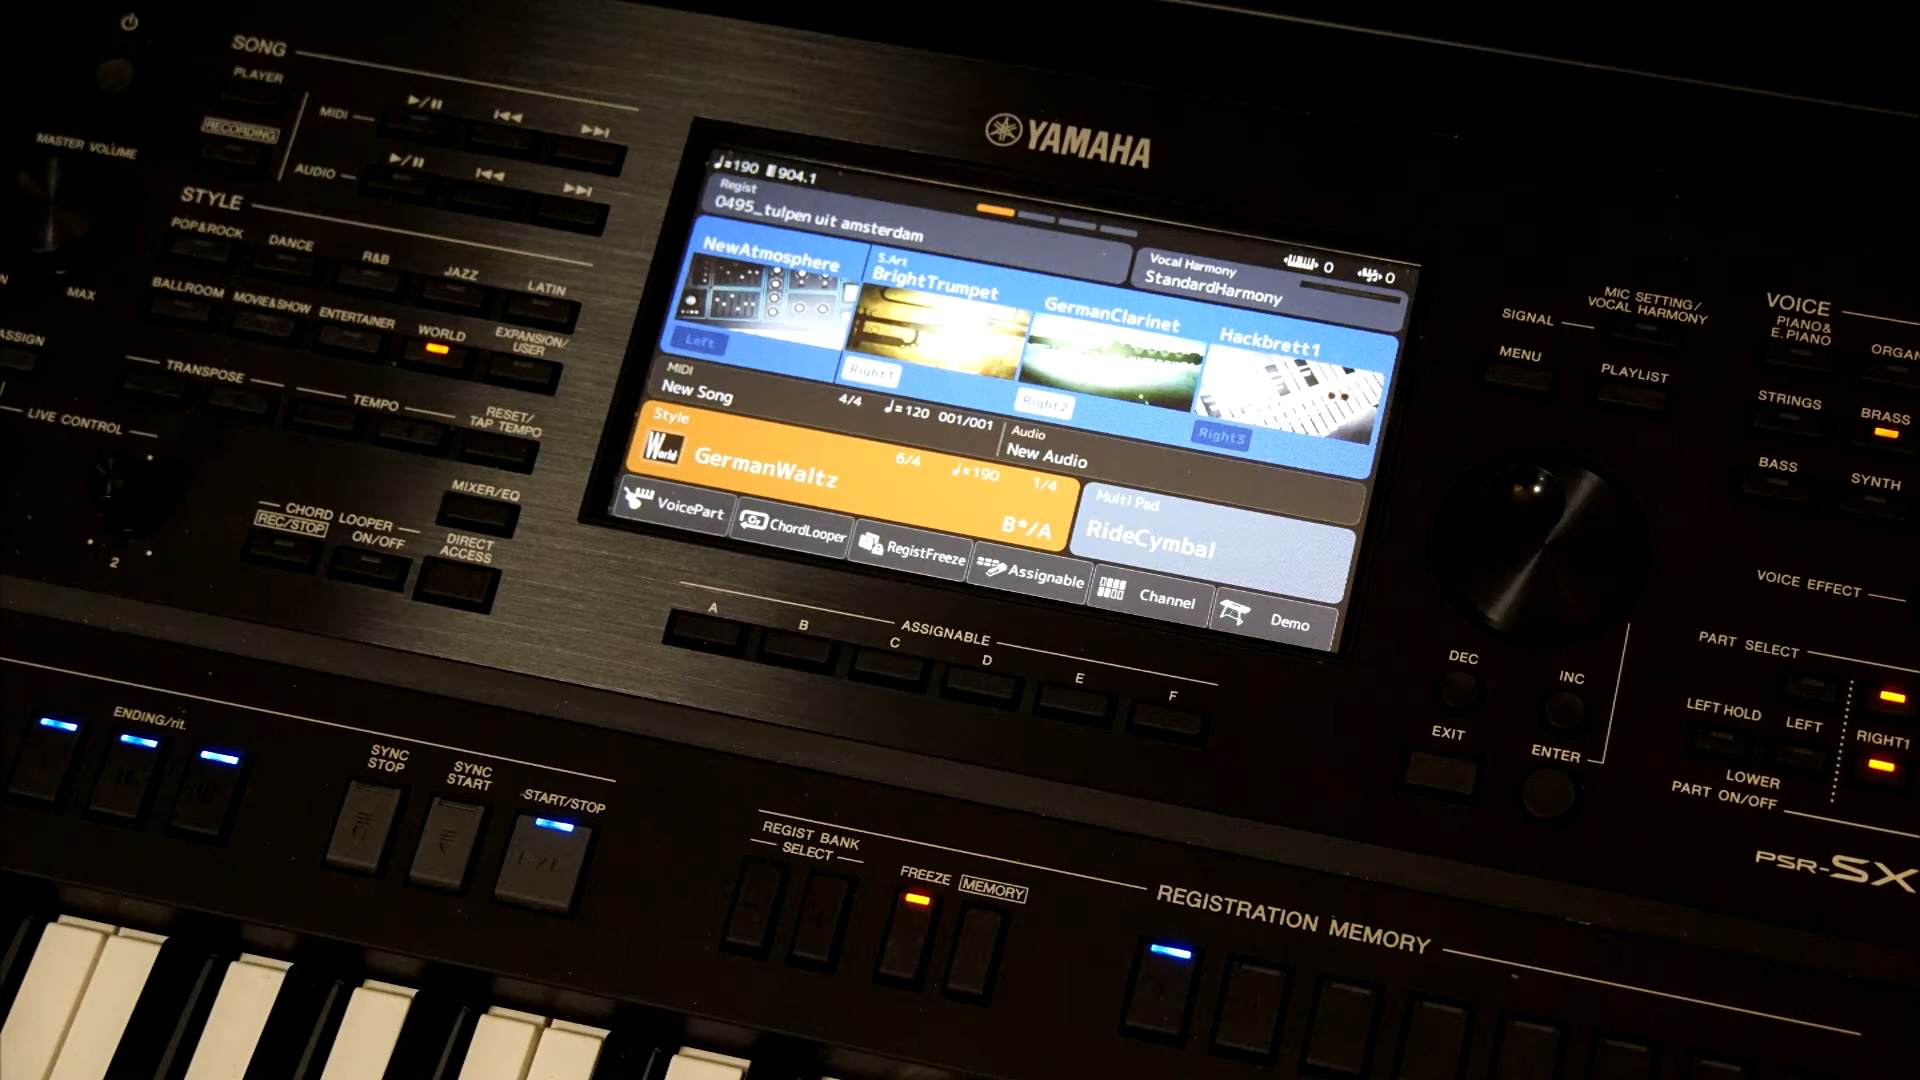 SONG
PLAYER
RECORDING
MIDI
AUDIO
MASTER VOLUME
MAX
STYLE
POP&ROCK
DANCE
R&B
JAZZ
LATIN
BALLROOM
MOVIE&SHOW
ENTERTAINER
WORLD
EXPANSION/
USER
ASSIGN
TRANSPOSE
TEMPO
RESET/
TAP TEMPO
LIVE CONTROL
2
MIXER/EQ
CHORD LOOPER
REC/STOP
ON/OFF
DIRECT
ACCESS
YAMAHA
♩=190 904.1
Regist
0495_tulpen uit amsterdam
Vocal Harmony
StandardHarmony
0
0
NewAtmosphere
Left
S.Art
BrightTrumpet
Right1
GermanClarinet
Right2
Hackbrett1
Right3
MIDI
New Song
4/4 ♩=120 001/001
Audio
New Audio
Style
World
GermanWaltz
6/4 ♩=190 1/4
B*/A
Multi Pad
RideCymbal
VoicePart
ChordLooper
RegistFreeze
Assignable
Channel
Demo
A
B
C
ASSIGNABLE
D
E
F
SIGNAL
MIC SETTING/
VOCAL HARMONY
MENU
PLAYLIST
VOICE
PIANO&
E.PIANO
ORGAN
STRINGS
BRASS
BASS
SYNTH
VOICE EFFECT
PART SELECT
DEC
INC
EXIT
ENTER
LEFT HOLD
LEFT
RIGHT1
LOWER
PART ON/OFF
PSR-SX
ENDING/rit.
SYNC
STOP
SYNC
START
START/STOP
REGIST BANK
SELECT
FREEZE
MEMORY
REGISTRATION MEMORY